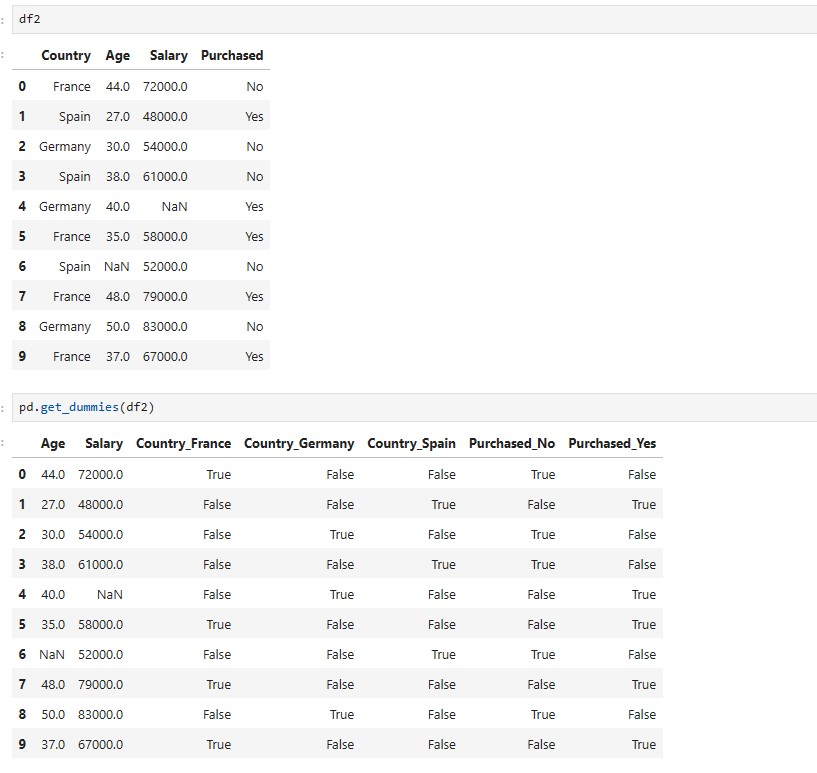 df2
Country Age Salary Purchased
0 France 44.0 72000.0 No
1 Spain 27.0 48000.0 Yes
2 Germany 30.0 54000.0 No
3 Spain 38.0 61000.0 No
4 Germany 40.0 NaN Yes
5 France 35.0 58000.0 Yes
6 Spain NaN 52000.0 No
7 France 48.0 79000.0 Yes
8 Germany 50.0 83000.0 No
9 France 37.0 67000.0 Yes
pd.get_dummies(df2)
Age Salary Country_France Country_Germany Country_Spain Purchased_No Purchased_Yes
0 44.0 72000.0 True False False True False
1 27.0 48000.0 False False True False True
2 30.0 54000.0 False True False True False
3 38.0 61000.0 False False True True False
4 40.0 NaN False True False False True
5 35.0 58000.0 True False False False True
6 NaN 52000.0 False False True True False
7 48.0 79000.0 True False False False True
8 50.0 83000.0 False True False True False
9 37.0 67000.0 True False False False True